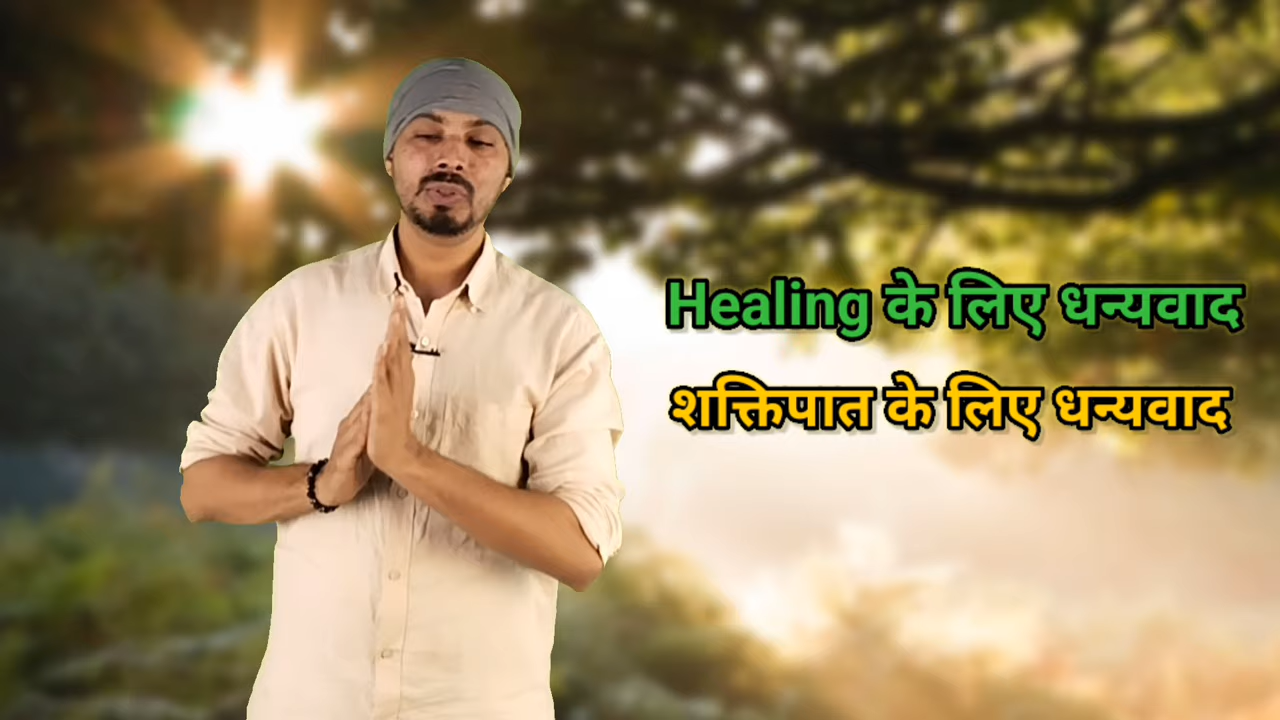 Healing के लिए धन्यवाद
शक्तिपात के लिए धन्यवाद